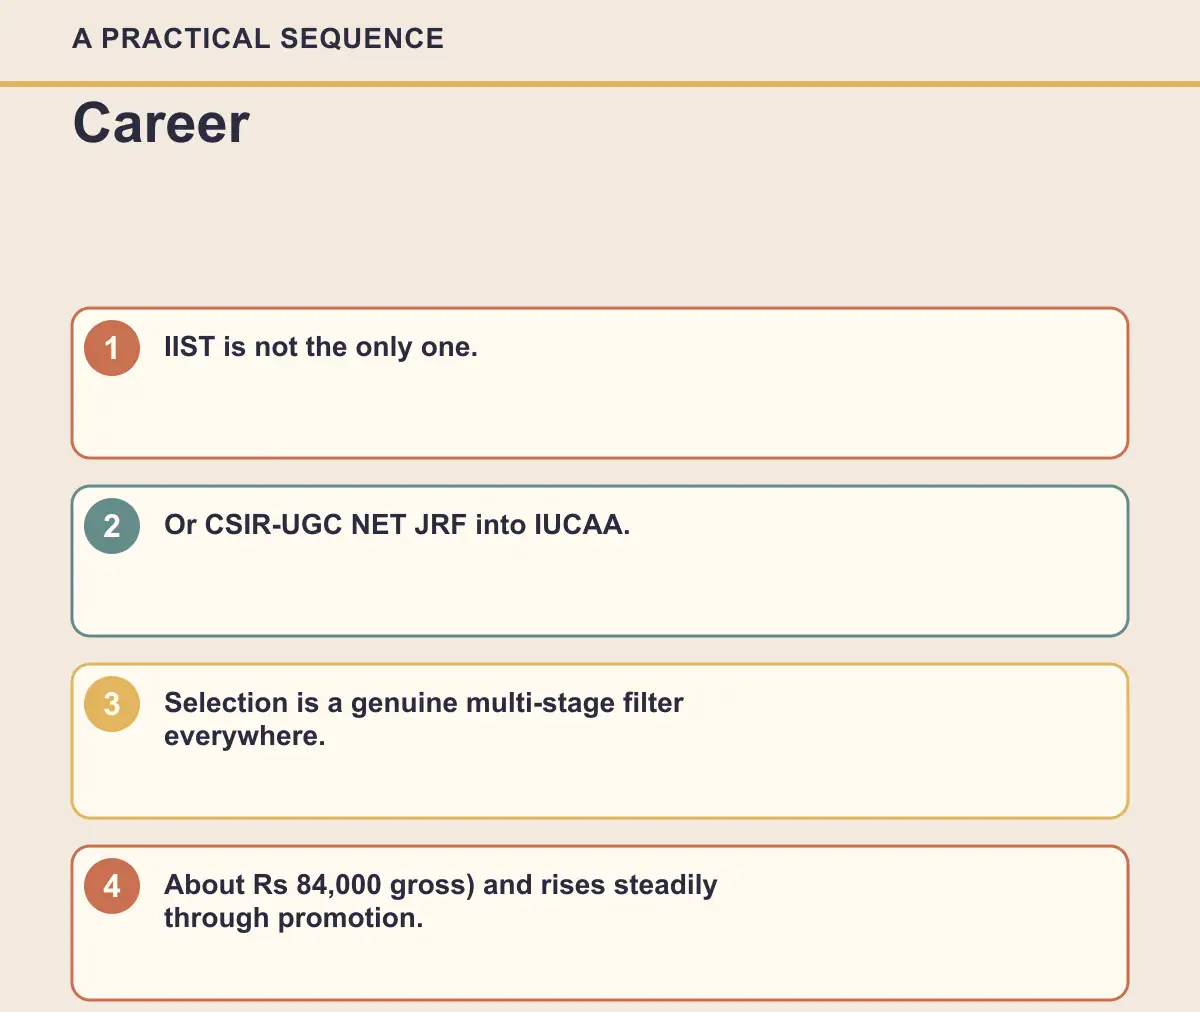 A PRACTICAL SEQUENCE
Career
1
IIST is not the only one.
2
Or CSIR-UGC NET JRF into IUCAA.
3
Selection is a genuine multi-stage filter
everywhere.
4
About Rs 84,000 gross) and rises steadily
through promotion.